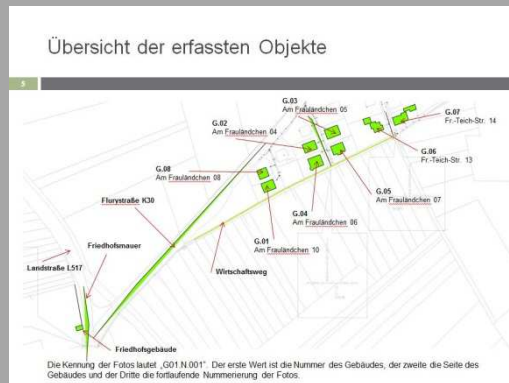 Übersicht der erfassten Objekte
5
G.03
Am Frauländchen 05
G.02
Am Frauländchen 04
G.07
Fr.-Teich-Str. 14
G.08
Am Frauländchen 08
G.06
Fr.-Teich-Str. 13
Flurystraße K30
G.05
Am Frauländchen 07
G.04
Am Frauländchen 06
Friedhofsmauer
G.01
Am Frauländchen 10
Landstraße L517
Wirtschaftsweg
Friedhofsgebäude
Die Kennung der Fotos lautet „G01.N.001". Der erste Wert ist die Nummer des Gebäudes, der zweite die Seite des
Gebäudes und der Dritte die fortlaufende Nummerierung der Fotos.